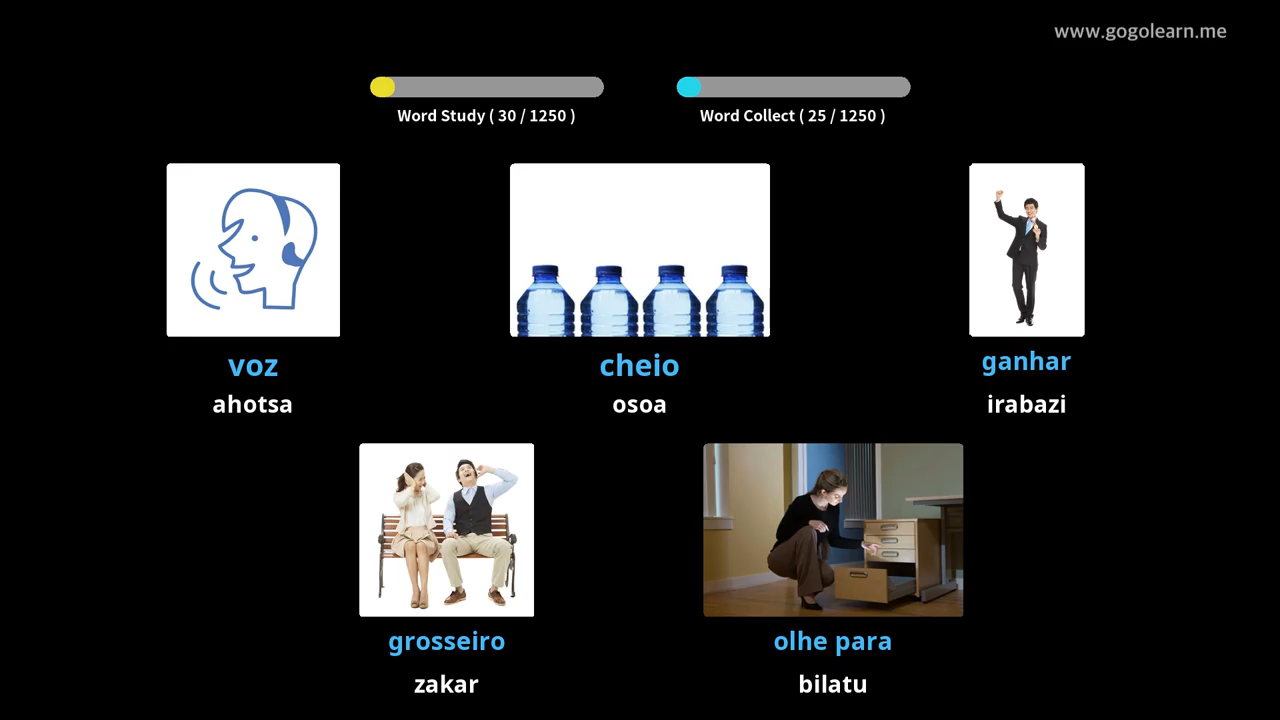 www.gogolearn.me
Word Study ( 30 / 1250 )
Word Collect ( 25 / 1250 )
voz
ahotsa
cheio
osoa
ganhar
irabazi
grosseiro
zakar
olhe para
bilatu